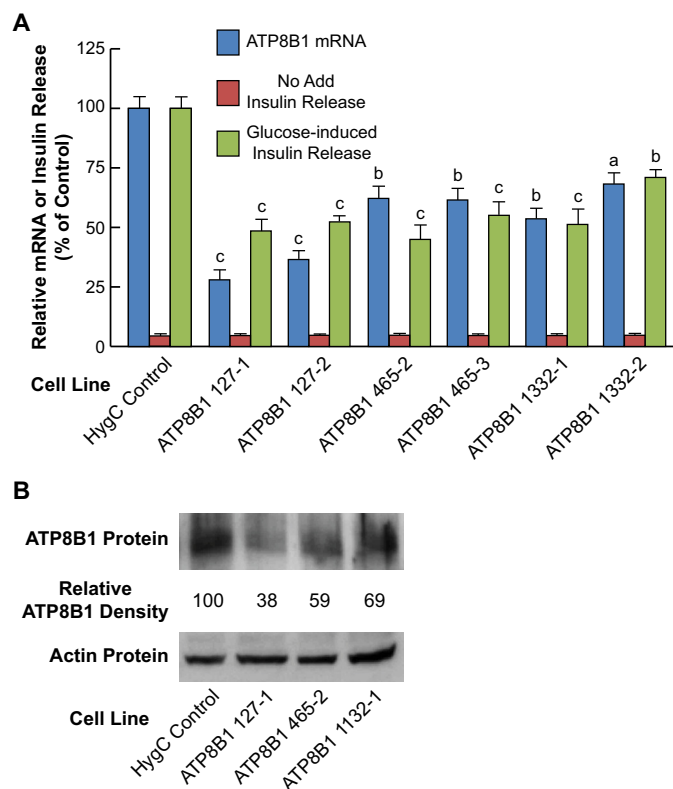 A
Relative mRNA or Insulin Release
(% of Control)
125
100
75
50
25
0
ATP8B1 mRNA
No Add
Insulin Release
Glucose-induced
Insulin Release
c
c
c
c
b
c
b
c
b
c
a
b
Cell Line
HygC Control
ATP8B1 127-1
ATP8B1 127-2
ATP8B1 465-2
ATP8B1 465-3
ATP8B1 1332-1
ATP8B1 1332-2
B
ATP8B1 Protein
Relative
ATP8B1 Density
100
38
59
69
Actin Protein
Cell Line
HygC Control
ATP8B1 127-1
ATP8B1 465-2
ATP8B1 1132-1